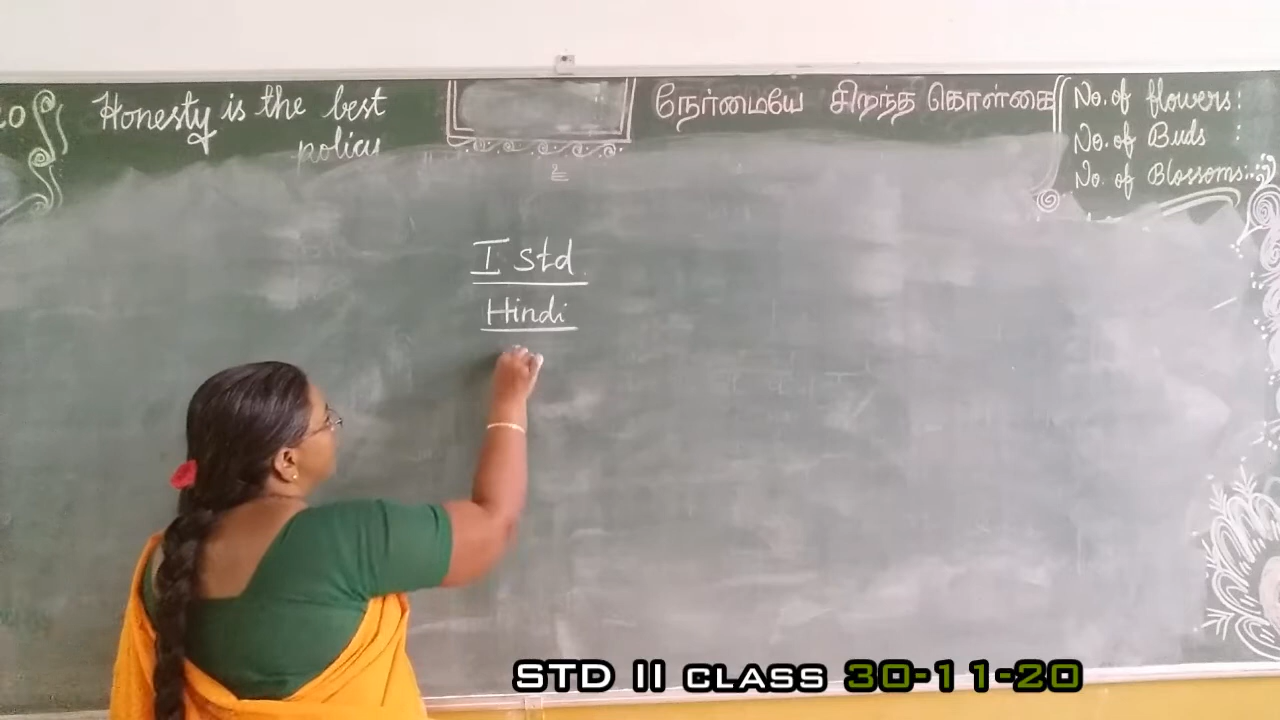 Honesty is the best
policy
நேர்மையே சிறந்த கொள்கை
No. of flowers:
No. of Buds :
No. of Blossoms:
I std
Hindi
STD II CLASS 30-11-20